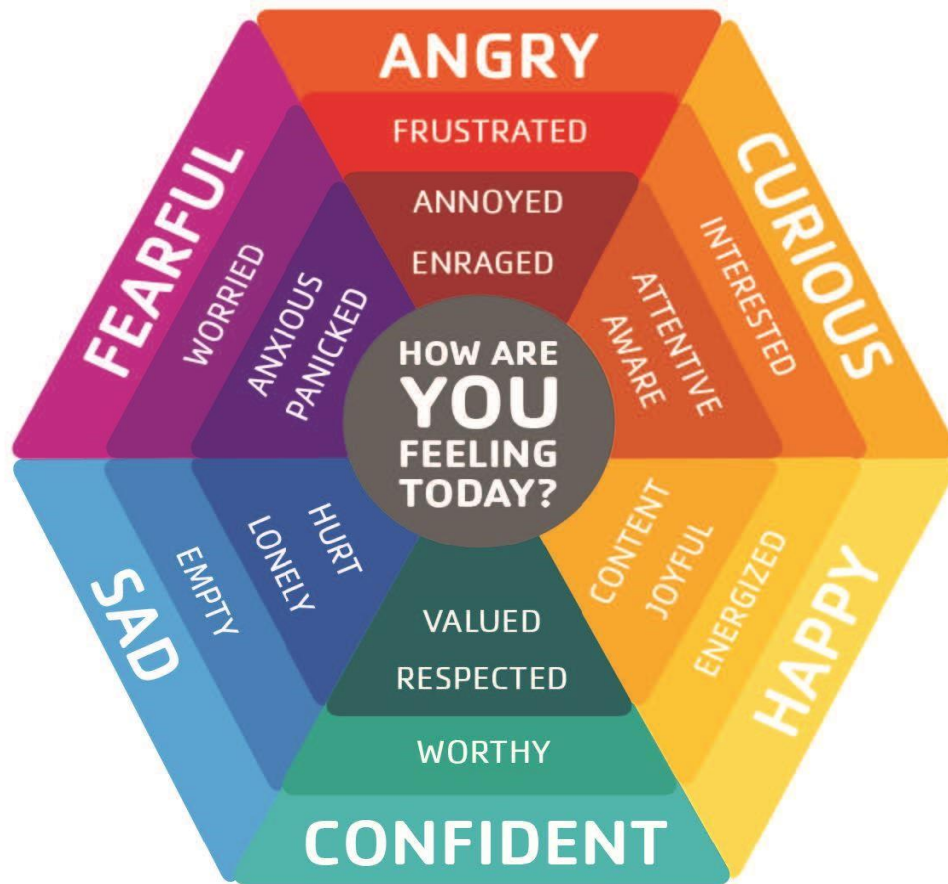 ANGRY
FRUSTRATED
ANNOYED
ENRAGED
CURIOUS
INTERESTED
ATTENTIVE
AWARE
HAPPY
ENERGIZED
JOYFUL
CONTENT
CONFIDENT
WORTHY
RESPECTED
VALUED
SAD
EMPTY
LONELY
HURT
FEARFUL
WORRIED
ANXIOUS
PANICKED
HOW ARE
YOU
FEELING
TODAY?